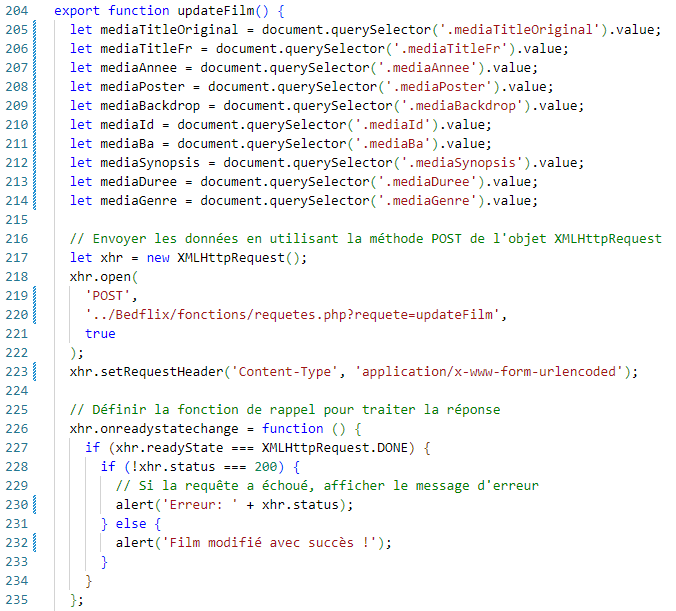 204 export function updateFilm() {
205 let mediaTitleOriginal = document.querySelector('.mediaTitleOriginal').value;
206 let mediaTitleFr = document.querySelector('.mediaTitleFr').value;
207 let mediaAnnee = document.querySelector('.mediaAnnee').value;
208 let mediaPoster = document.querySelector('.mediaPoster').value;
209 let mediaBackdrop = document.querySelector('.mediaBackdrop').value;
210 let mediaId = document.querySelector('.mediaId').value;
211 let mediaBa = document.querySelector('.mediaBa').value;
212 let mediaSynopsis = document.querySelector('.mediaSynopsis').value;
213 let mediaDuree = document.querySelector('.mediaDuree').value;
214 let mediaGenre = document.querySelector('.mediaGenre').value;
215
216 // Envoyer les données en utilisant la méthode POST de l'objet XMLHttpRequest
217 let xhr = new XMLHttpRequest();
218 xhr.open(
219 'POST',
220 '../Bedflix/fonctions/requetes.php?requete=updateFilm',
221 true
222 );
223 xhr.setRequestHeader('Content-Type', 'application/x-www-form-urlencoded');
224
225 // Définir la fonction de rappel pour traiter la réponse
226 xhr.onreadystatechange = function () {
227 if (xhr.readyState === XMLHttpRequest.DONE) {
228 if (!xhr.status === 200) {
229 // Si la requête a échoué, afficher le message d'erreur
230 alert('Erreur: ' + xhr.status);
231 } else {
232 alert('Film modifié avec succès !');
233 }
234 }
235 };